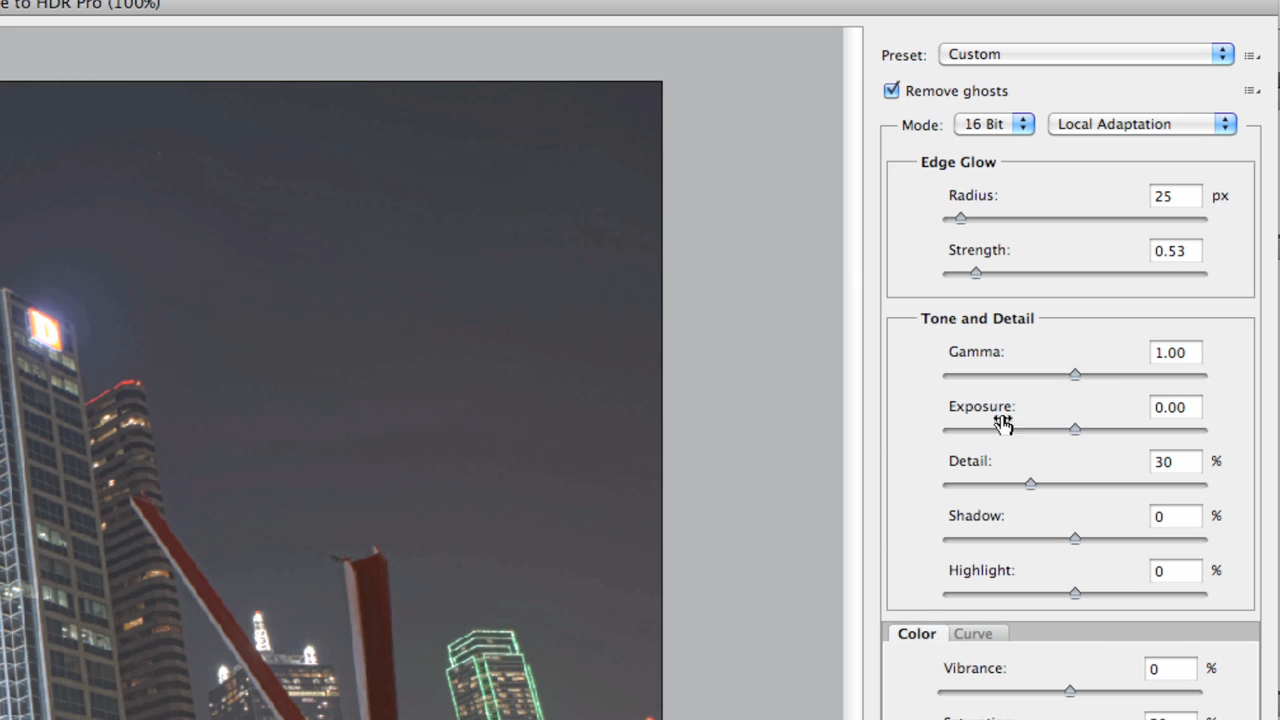 e to HDR Pro (100%)
Preset: Custom
Remove ghosts
Mode: 16 Bit Local Adaptation
Edge Glow
Radius: 25 px
Strength: 0.53
Tone and Detail
Gamma: 1.00
Exposure: 0.00
Detail: 30 %
Shadow: 0 %
Highlight: 0 %
Color Curve
Vibrance: 0 %